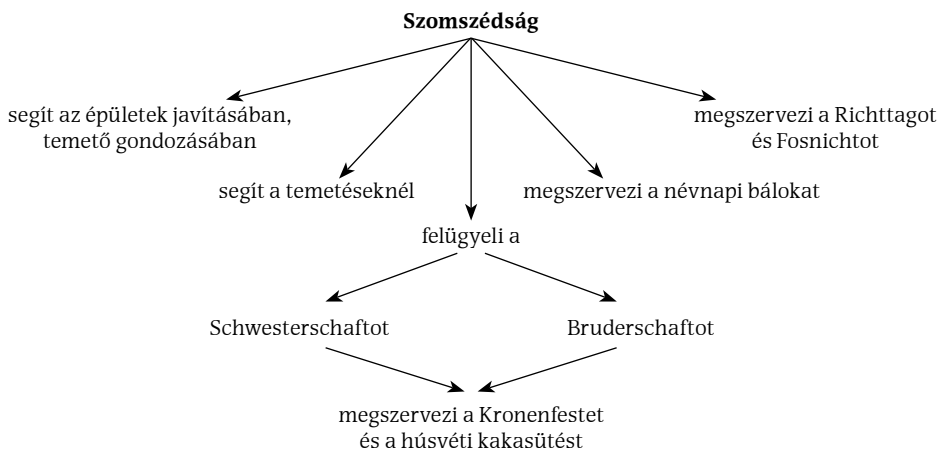 Szomszédság
segít az épületek javításában,
temető gondozásában
megszervezi a Richttagot
és Fosnichtot
segít a temetéseknél
megszervezi a névnapi bálokat
felügyeli a
Schwesterschaftot
Bruderschaftot
megszervezi a Kronenfestet
és a húsvéti kakasütést